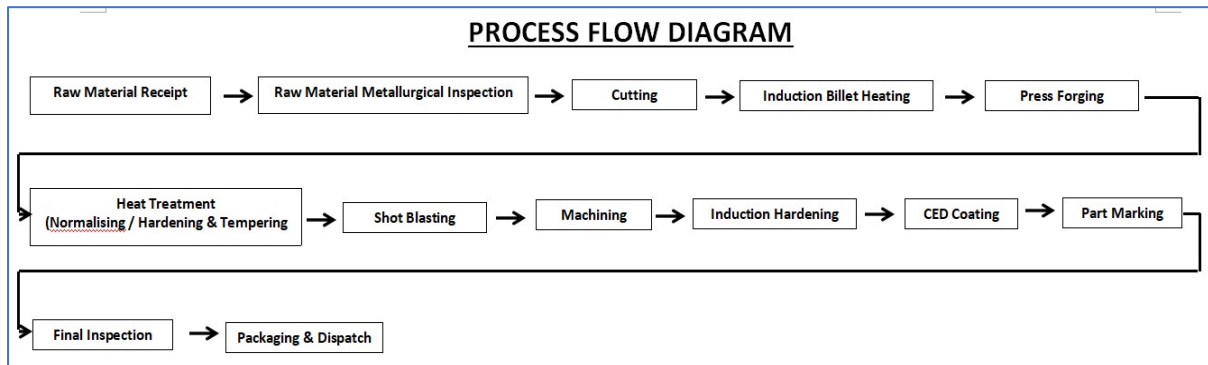 PROCESS FLOW DIAGRAM
Raw Material Receipt
Raw Material Metallurgical Inspection
Cutting
Induction Billet Heating
Press Forging
Heat Treatment
(Normalising / Hardening & Tempering
Shot Blasting
Machining
Induction Hardening
CED Coating
Part Marking
Final Inspection
Packaging & Dispatch